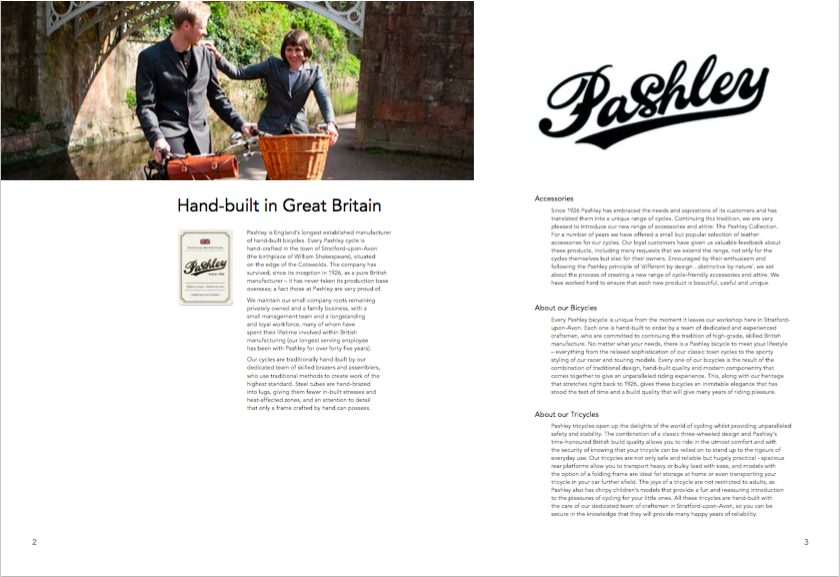 Hand-built in Great Britain
Pashley
Pashley is England's longest established manufacturer
of hand-built bicycles. Every Pashley cycle is
hand-crafted in the town of Stratford-upon-Avon
(the birthplace of William Shakespeare), situated
on the edge of the Cotswolds. The company has
survived, since its inception in 1926, as a pure British
manufacturer – it has never taken its production base
overseas; a fact those at Pashley are very proud of.
We maintain our small company roots remaining
privately owned and a family business, with a
small management team and a longstanding
and loyal workforce, many of whom have
spent their lifetime involved within British
manufacturing (our longest serving employee
has been with Pashley for over forty five years).
Our cycles are traditionally hand-built by our
dedicated team of skilled brazers and assemblers,
who use traditional methods to create work of the
highest standard. Steel tubes are hand-brazed
into lugs, giving them fewer in-built stresses and
heat-affected zones, and an attention to detail
that only a frame crafted by hand can possess.
2
Pashley
Accessories
Since 1926 Pashley has embraced the needs and aspirations of its customers and has
translated them into a unique range of cycles. Continuing this tradition, we are very
pleased to introduce our new range of accessories and attire: The Pashley Collection.
For a number of years we have offered a small but popular selection of leather
accessories for our cycles. Our loyal customers have given us valuable feedback about
these products, including many requests that we extend the range, not only for the
cycles themselves but also for their owners. Encouraged by their enthusiasm and
following the Pashley principle of 'different by design...distinctive by nature', we set
about the process of creating a new range of cycle-friendly accessories and attire. We
have worked hard to ensure that each new product is beautiful, useful and unique.
About our Bicycles
Every Pashley bicycle is unique from the moment it leaves our workshop here in Stratford-
upon-Avon. Each one is hand-built to order by a team of dedicated and experienced
craftsmen, who are committed to continuing the tradition of high-grade, skilled British
manufacture. No matter what your needs, there is a Pashley bicycle to meet your lifestyle
– everything from the relaxed sophistication of our classic town cycles to the sporty
styling of our racer and touring models. Every one of our bicycles is the result of the
combination of traditional design, hand-built quality and modern componentry that
comes together to give an unparalleled riding experience. This, along with our heritage
that stretches right back to 1926, gives these bicycles an inimitable elegance that has
stood the test of time and a build quality that will give many years of riding pleasure.
About our Tricycles
Pashley tricycles open up the delights of the world of cycling whilst providing unparalleled
safety and stability. The combination of a classic three-wheeled design and Pashley's
time-honoured British build quality allows you to ride in the utmost comfort and with
the security of knowing that your tricycle can be relied on to stand up to the rigours of
everyday use. Our tricycles are not only safe and reliable but hugely practical - spacious
rear platforms allow you to transport heavy or bulky load with ease, and models with
the option of a folding frame are ideal for storage at home or even transporting your
tricycle in your car further afield. The joys of a tricycle are not restricted to adults, as
Pashley also has chirpy children's models that provide a fun and reassuring introduction
to the pleasures of cycling for your little ones. All these tricycles are hand-built with
the care of our dedicated team of craftsmen in Stratford-upon-Avon, so you can be
secure in the knowledge that they will provide many happy years of reliability.
3